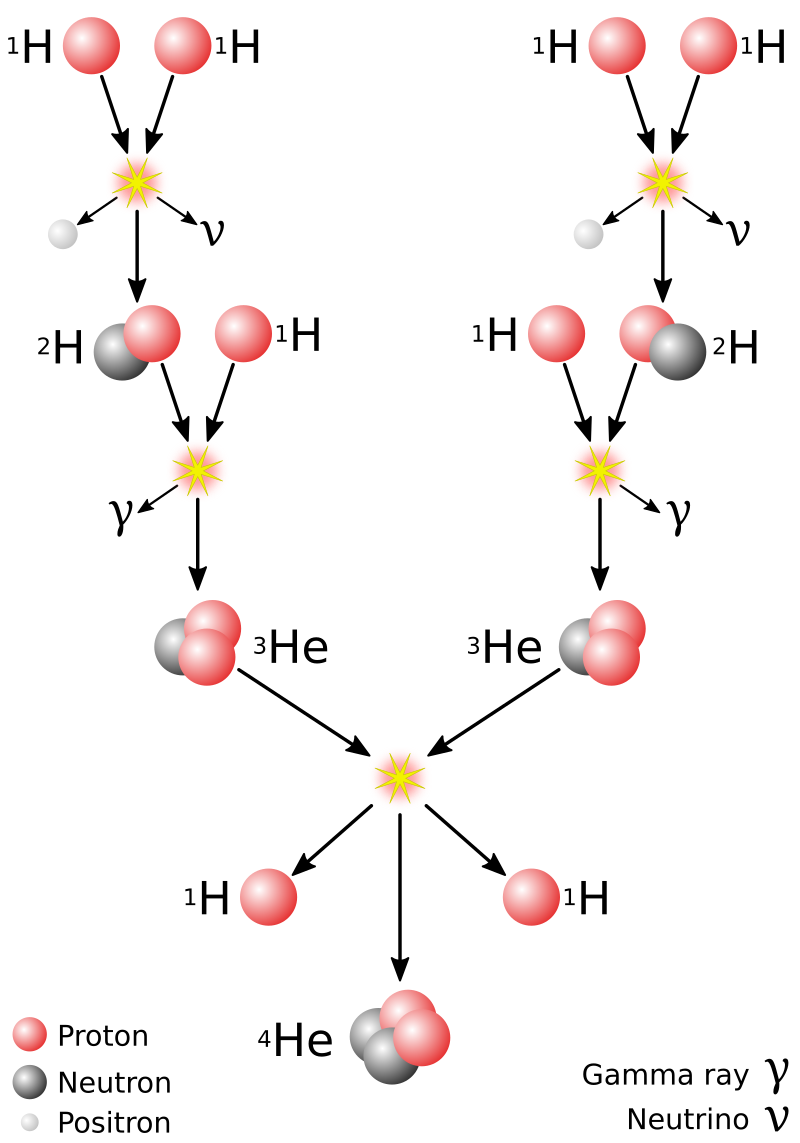 ¹H ¹H ¹H ¹H
ν ν
²H ¹H ¹H ²H
γ γ
³He ³He
¹H ¹H
⁴He
Proton
Neutron
Positron
Gamma ray γ
Neutrino ν